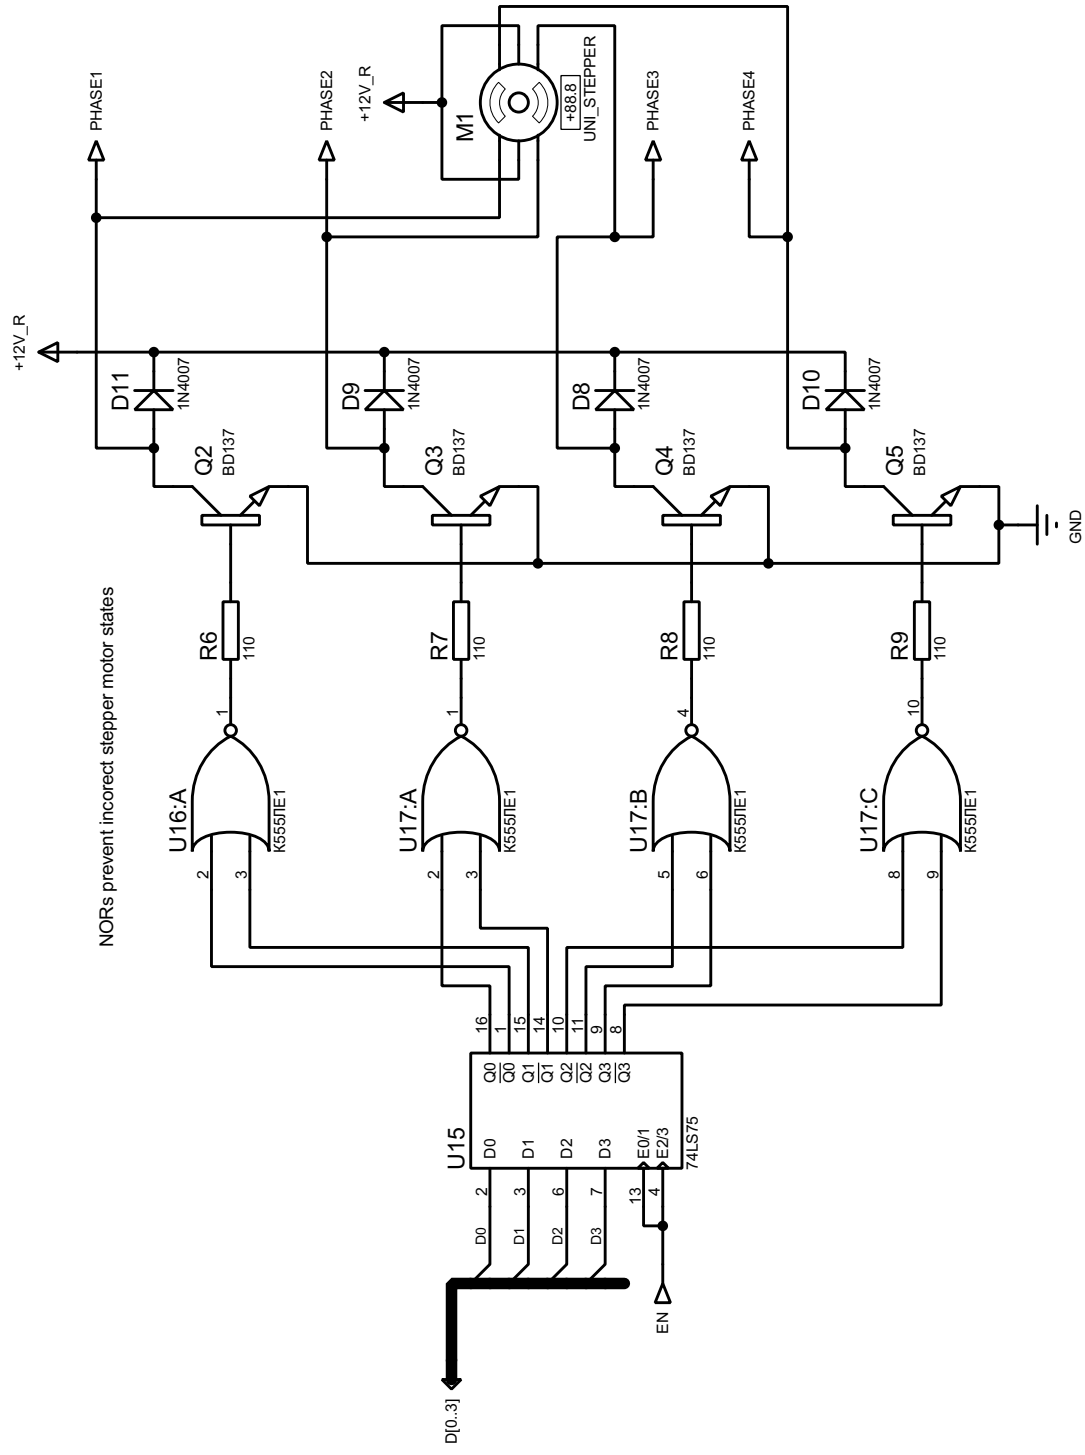 NORs prevent incorect stepper motor states
D[0..3]
EN
D0
D1
D2
D3
2
3
6
7
13
4
U15
D0
D1
D2
D3
E0/1
E2/3
Q0
Q0
Q1
Q1
Q2
Q2
Q3
Q3
74LS75
16
1
15
14
10
11
9
8
U16:A
2
3
1
К555ЛЕ1
U17:A
2
3
1
К555ЛЕ1
U17:B
5
6
4
К555ЛЕ1
U17:C
8
9
10
К555ЛЕ1
R6
110
R7
110
R8
110
R9
110
Q2
BD137
Q3
BD137
Q4
BD137
Q5
BD137
GND
D11
1N4007
D9
1N4007
D8
1N4007
D10
1N4007
+12V_R
PHASE1
PHASE2
+12V_R
M1
+88.8
UNI_STEPPER
PHASE3
PHASE4